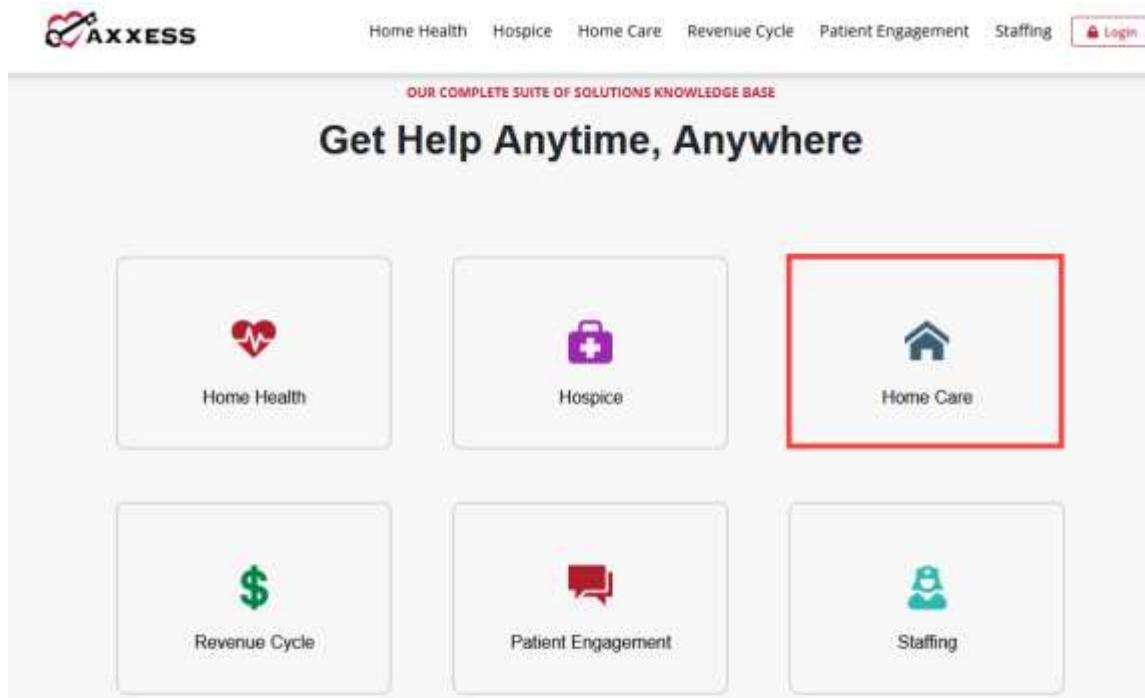 AXXESS
Home Health Hospice Home Care Revenue Cycle Patient Engagement Staffing Login
OUR COMPLETE SUITE OF SOLUTIONS KNOWLEDGE BASE
Get Help Anytime, Anywhere
Home Health Hospice Home Care
$
Revenue Cycle Patient Engagement Staffing